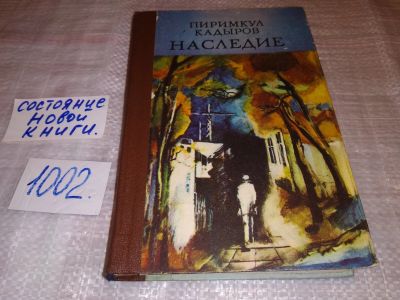 ПИРИМКУЛ
КАДЫРОВ
НАСЛЕДИЕ
состояние
новой
книги.
1002.